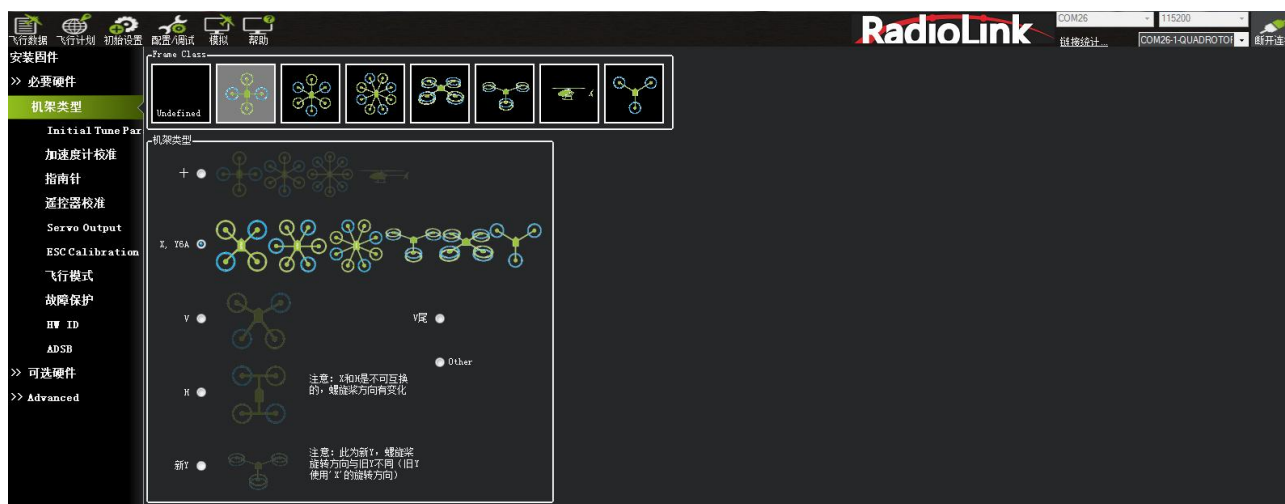 飞行数据 飞行计划 初始设置 配置/调试 模拟 帮助
RadioLink
COM26 115200
链接统计... COM26-1-QUADROTOR
断开连
安装固件
>> 必要硬件
机架类型
Initial Tune Par
加速度计校准
指南针
遥控器校准
Servo Output
ESC Calibration
飞行模式
故障保护
HW ID
ADSB
>> 可选硬件
>> Advanced
Frame Class
Undefined
机架类型
十
X, Y6A
V
V尾
Other
H
注意: X和H是不可互换
的, 螺旋桨方向有变化
新Y
注意: 此为新Y, 螺旋桨
旋转方向与旧Y不同 (旧Y
使用'X'的旋转方向)